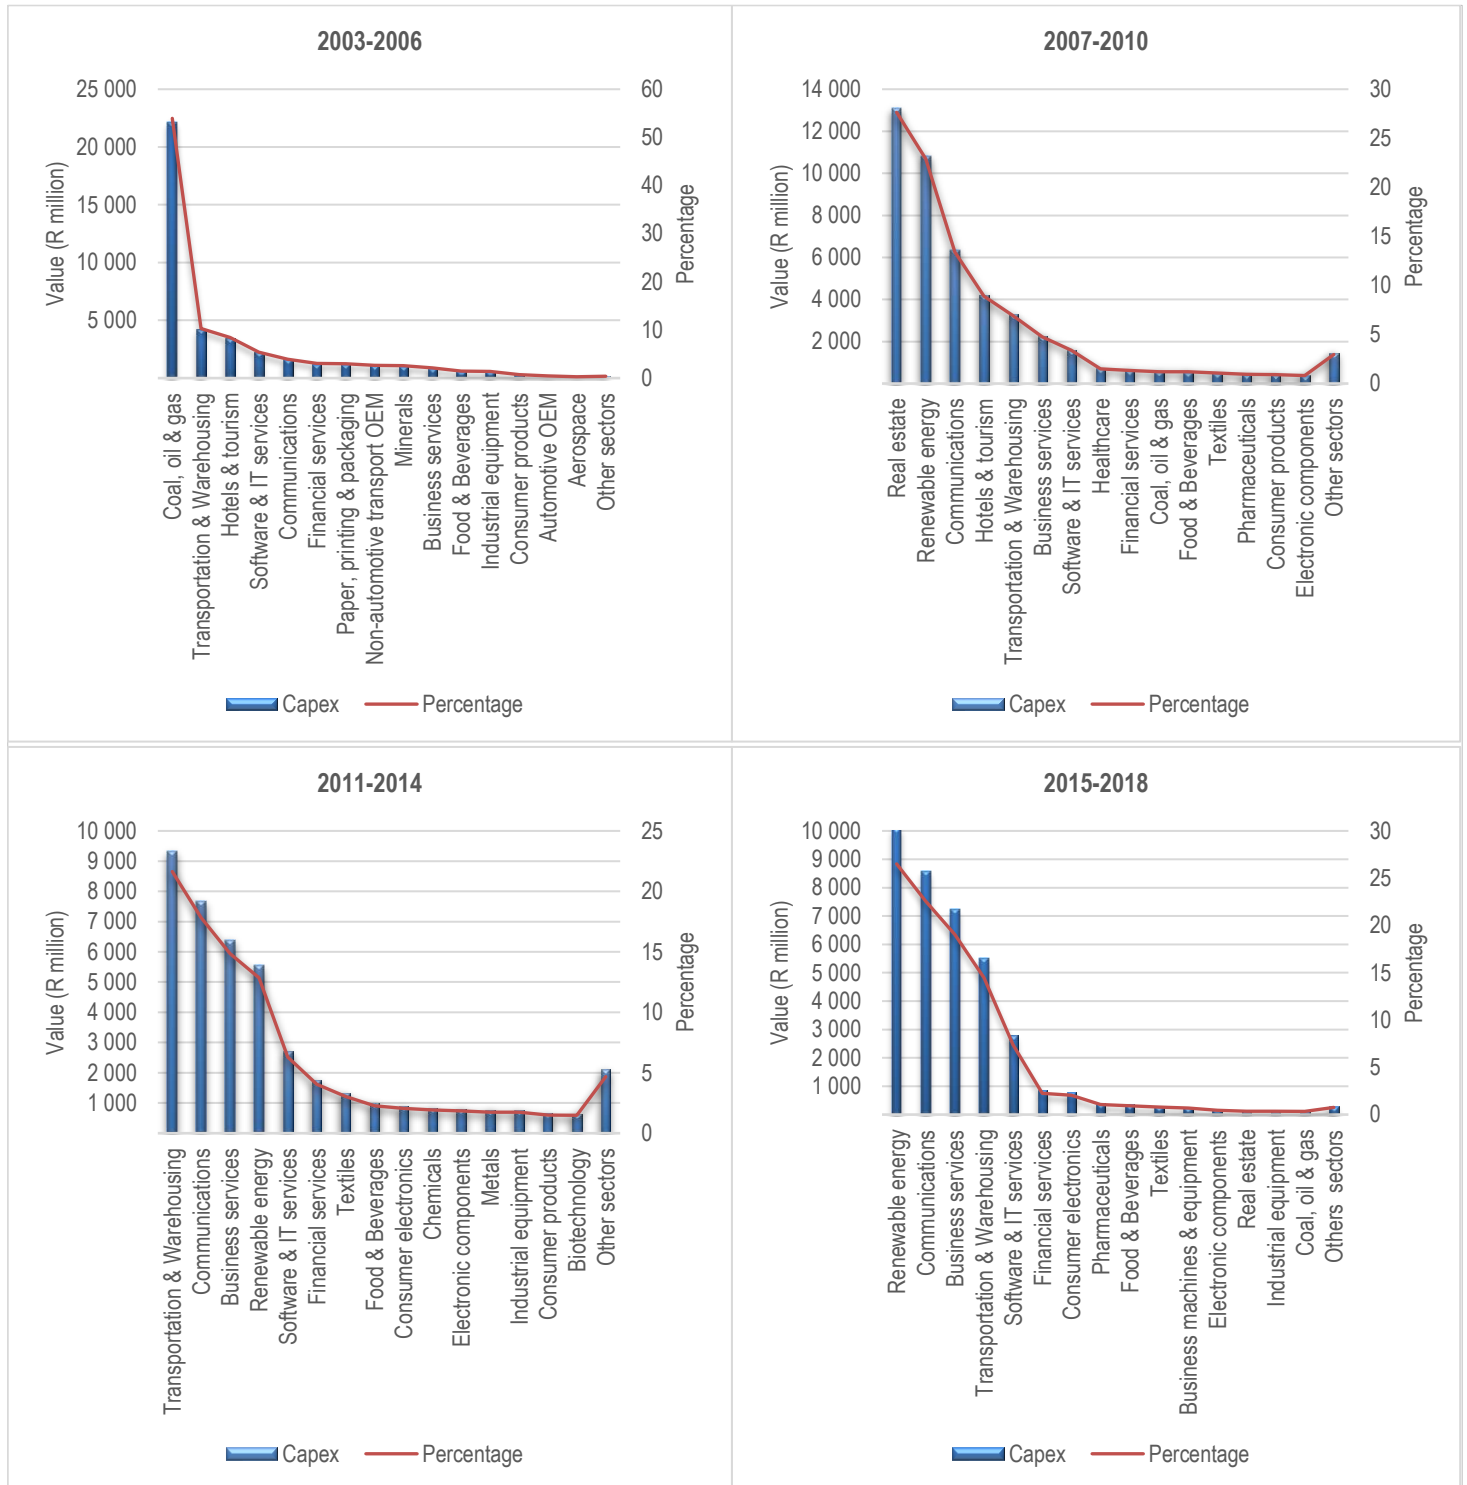 2003-2006
25 000
20 000
15 000
10 000
5 000
Value (R million)
60
50
40
30
20
10
0
Percentage
Coal, oil & gas
Transportation & Warehousing
Hotels & tourism
Software & IT services
Communications
Financial services
Paper, printing & packaging
Non-automotive transport OEM
Minerals
Business services
Food & Beverages
Industrial equipment
Consumer products
Automotive OEM
Aerospace
Other sectors
Capex
Percentage
2007-2010
14 000
12 000
10 000
8 000
6 000
4 000
2 000
Value (R million)
30
25
20
15
10
5
0
Percentage
Real estate
Renewable energy
Communications
Hotels & tourism
Transportation & Warehousing
Business services
Software & IT services
Healthcare
Financial services
Coal, oil & gas
Food & Beverages
Textiles
Pharmaceuticals
Consumer products
Electronic components
Other sectors
Capex
Percentage
2011-2014
10 000
9 000
8 000
7 000
6 000
5 000
4 000
3 000
2 000
1 000
Value (R million)
25
20
15
10
5
0
Percentage
Transportation & Warehousing
Communications
Business services
Renewable energy
Software & IT services
Financial services
Textiles
Food & Beverages
Consumer electronics
Chemicals
Electronic components
Metals
Industrial equipment
Consumer products
Biotechnology
Other sectors
Capex
Percentage
2015-2018
10 000
9 000
8 000
7 000
6 000
5 000
4 000
3 000
2 000
1 000
Value (R million)
30
25
20
15
10
5
0
Percentage
Renewable energy
Communications
Business services
Transportation & Warehousing
Software & IT services
Financial services
Consumer electronics
Pharmaceuticals
Food & Beverages
Textiles
Business machines & equipment
Electronic components
Real estate
Industrial equipment
Coal, oil & gas
Others sectors
Capex
Percentage